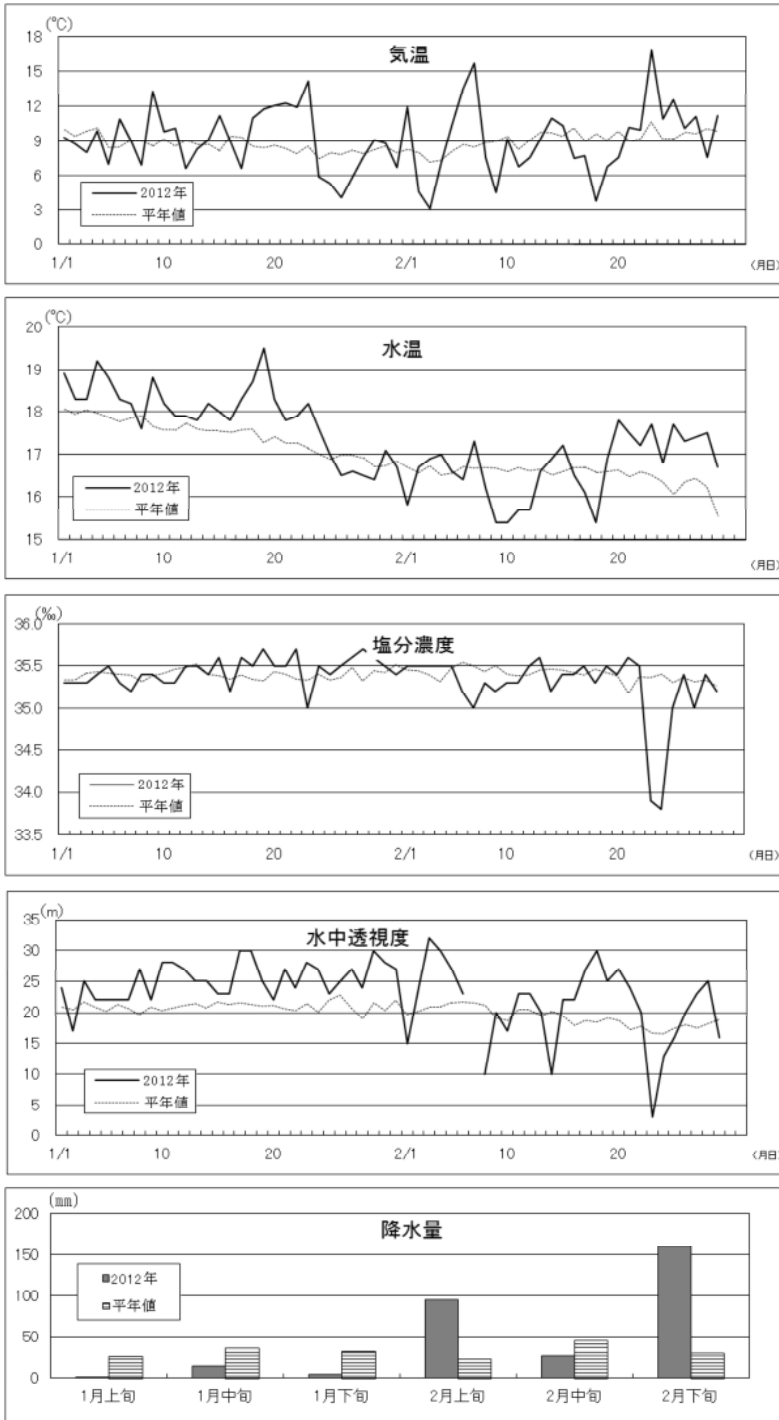 (℃)
気温
18
15
12
9
6
3
0
2012年
平年値
1/1 10 20 2/1 10 20 (月日)
(℃)
水温
20
19
18
17
16
15
2012年
平年値
1/1 10 20 2/1 10 20 (月日)
(‰)
塩分濃度
36.0
35.5
35.0
34.5
34.0
33.5
2012年
平年値
1/1 10 20 2/1 10 20 (月日)
(m)
水中透視度
35
30
25
20
15
10
5
0
2012年
平年値
1/1 10 20 2/1 10 20 (月日)
(mm)
降水量
200
150
100
50
0
2012年
平年値
1月上旬 1月中旬 1月下旬 2月上旬 2月中旬 2月下旬